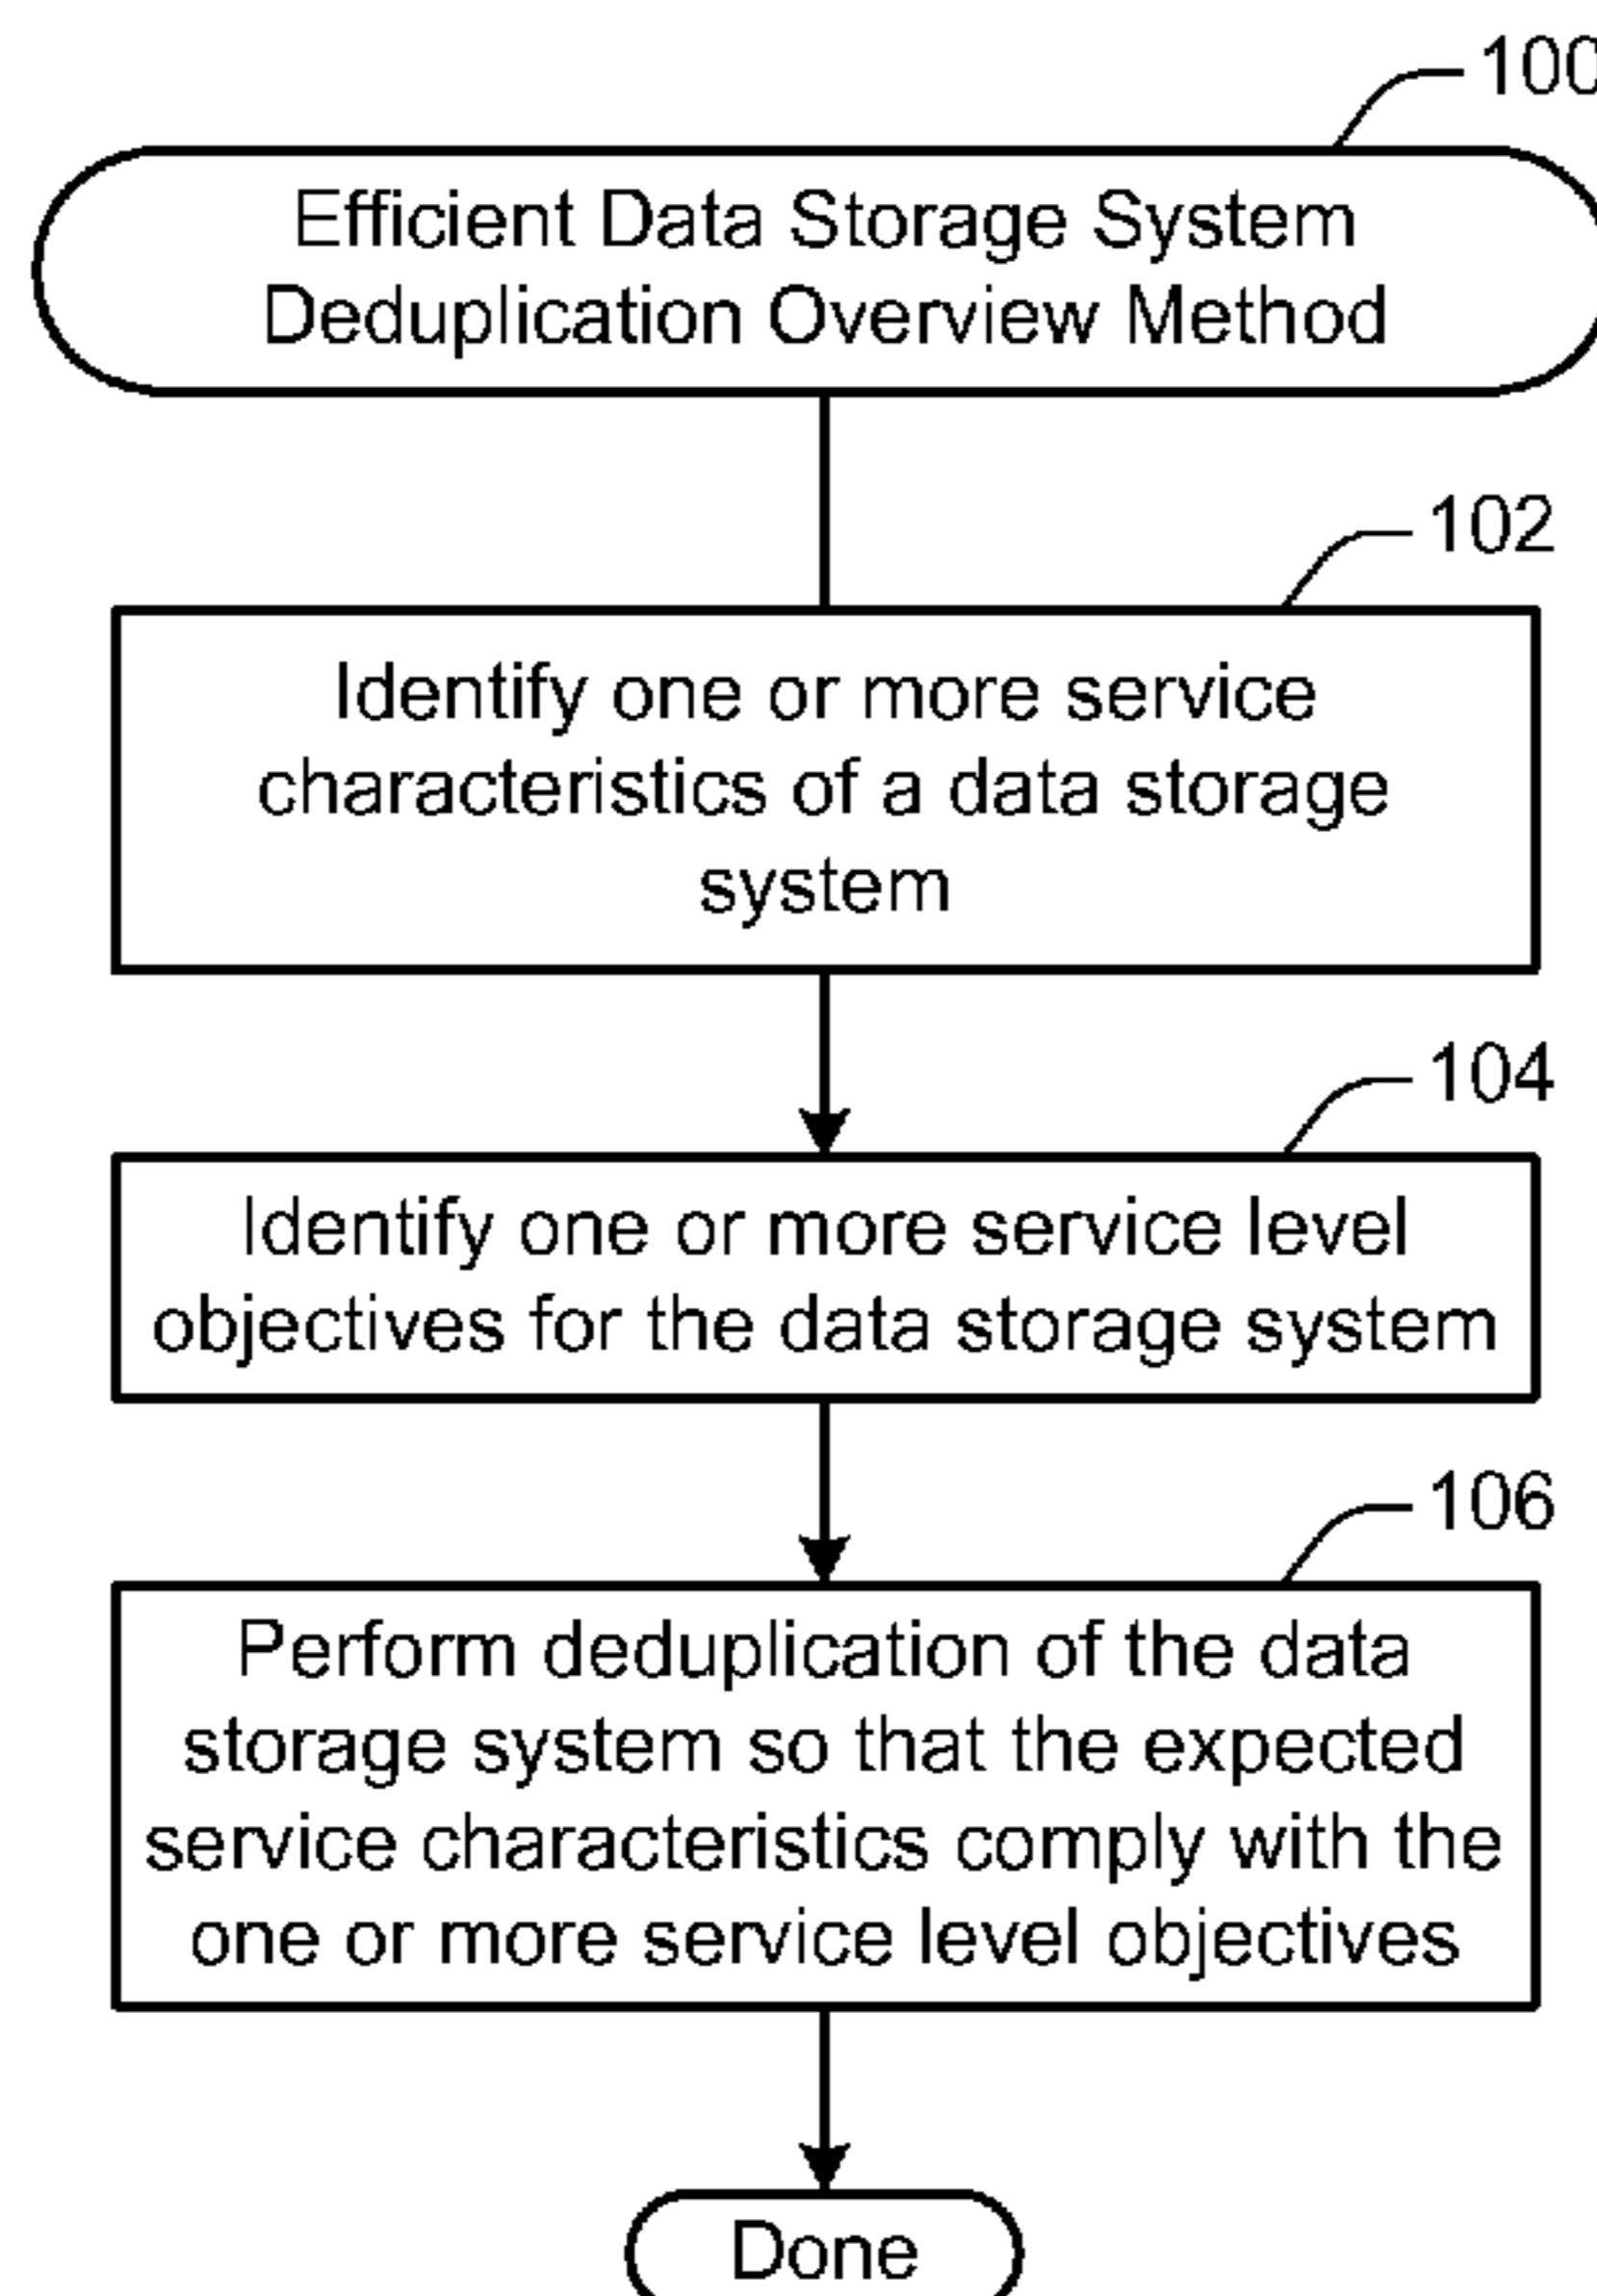 100
Efficient Data Storage System
Deduplication Overview Method
102
Identify one or more service
characteristics of a data storage
system
104
Identify one or more service level
objectives for the data storage system
106
Perform deduplication of the data
storage system so that the expected
service characteristics comply with the
one or more service level objectives
Done